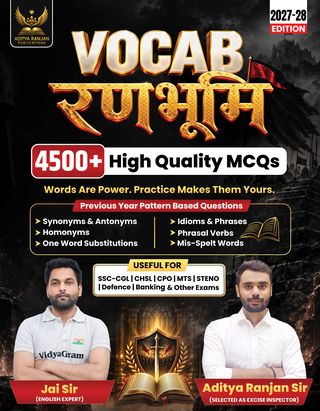 ADITYA RANJAN
PUBLICATIONS
2027-28
EDITION
VOCAB
रणभूमि
4500+ High Quality MCQs
Words Are Power. Practice Makes Them Yours.
Previous Year Pattern Based Questions
Synonyms & Antonyms
Homonyms
One Word Substitutions
Idioms & Phrases
Phrasal Verbs
Mis-Spelt Words
USEFUL FOR
SSC-CGL | CHSL | CPO | MTS | STENO
| Defence | Banking & Other Exams
VidyaGram
Jai Sir
(ENGLISH EXPERT)
Aditya Ranjan Sir
(SELECTED AS EXCISE INSPECTOR)